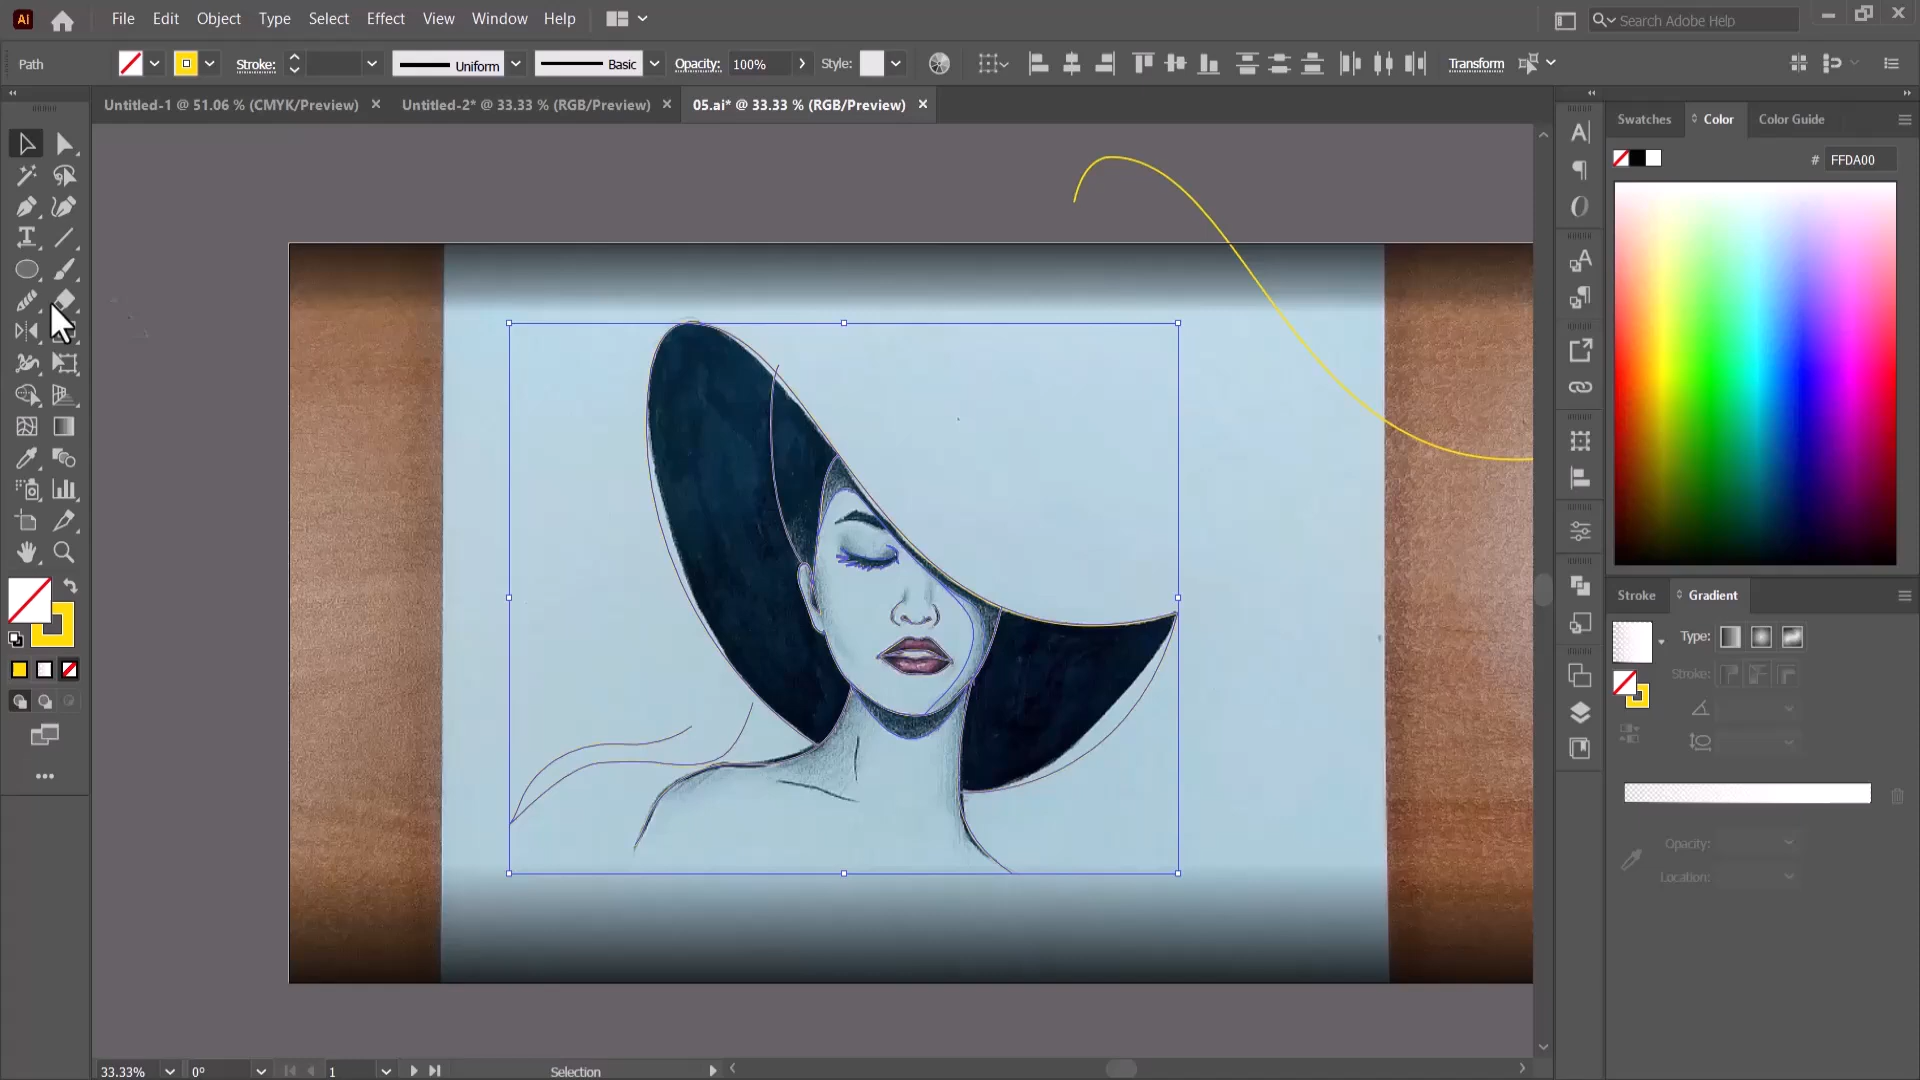 Ai File Edit Object Type Select Effect View Window Help Search Adobe Help
Path Stroke: Uniform Basic Opacity: 100% Style: Transform
Untitled-1 @ 51.06 % (CMYK/Preview) × Untitled-2* @ 33.33 % (RGB/Preview) × 05.ai* @ 33.33 % (RGB/Preview) ×
Swatches Color Color Guide
# FFDA00
Stroke Gradient
Type:
Stroke:
Opacity:
Location:
33.33% 0° 1 Selection